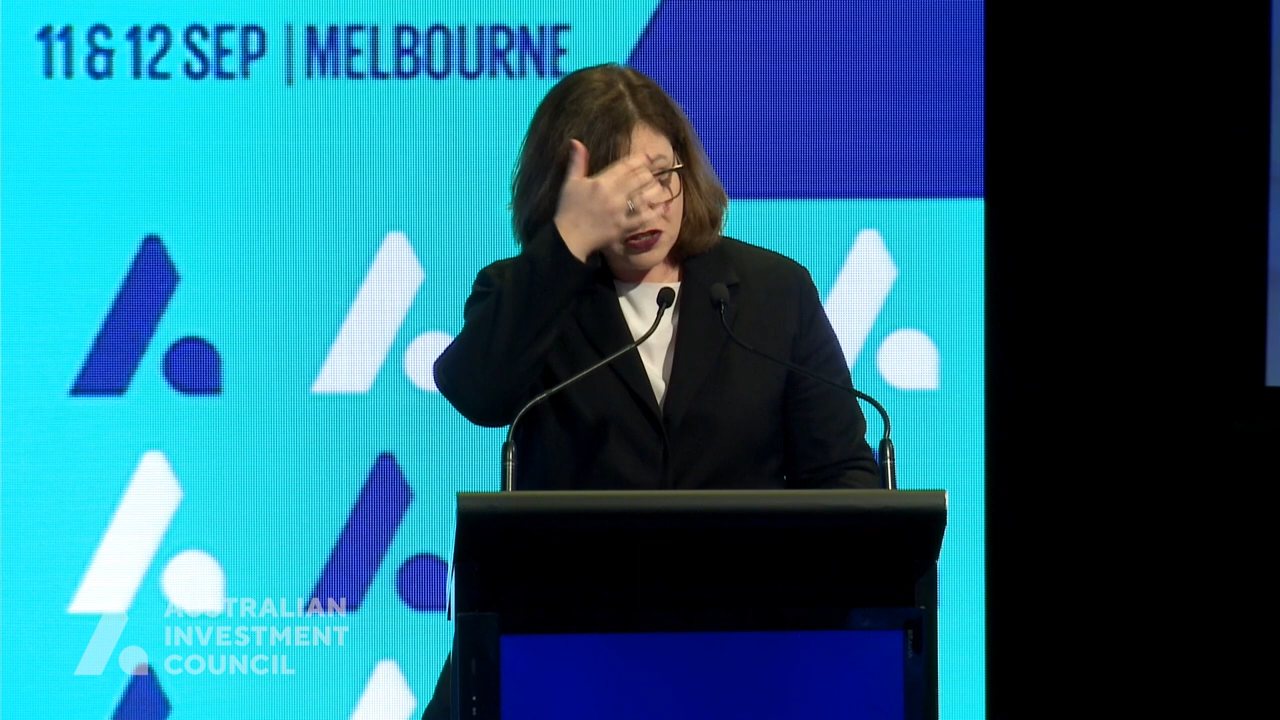 11 & 12 SEP | MELBOURNE
AUSTRALIAN
INVESTMENT
COUNCIL